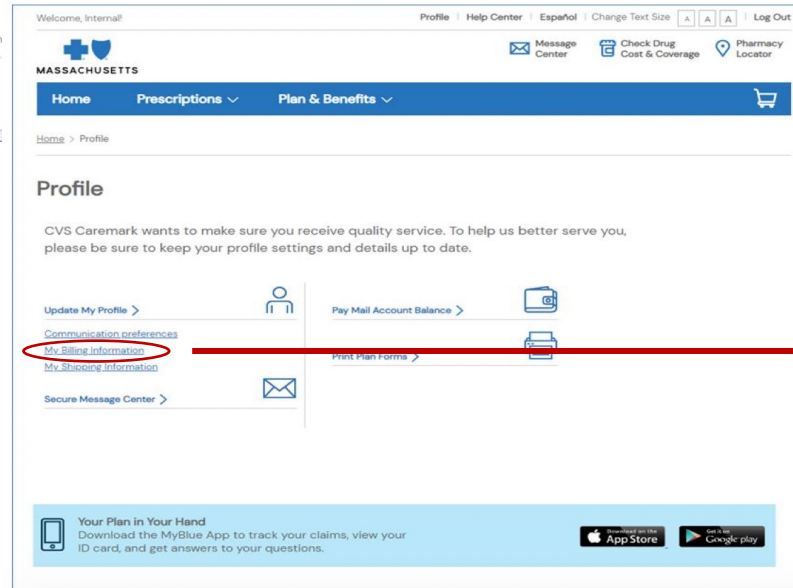 Welcome, Internal!
Profile Help Center Español Change Text Size A A A Log Out
MASSACHUSETTS
Message Center
Check Drug Cost & Coverage
Pharmacy Locator
Home Prescriptions Plan & Benefits
Home > Profile
Profile
CVS Caremark wants to make sure you receive quality service. To help us better serve you,
please be sure to keep your profile settings and details up to date.
Update My Profile >
Communication preferences
My Billing Information
My Shipping Information
Secure Message Center >
Pay Mail Account Balance >
Print Plan Forms >
Your Plan in Your Hand
Download the MyBlue App to track your claims, view your
ID card, and get answers to your questions.
Download on the
App Store
Get it on
Google play